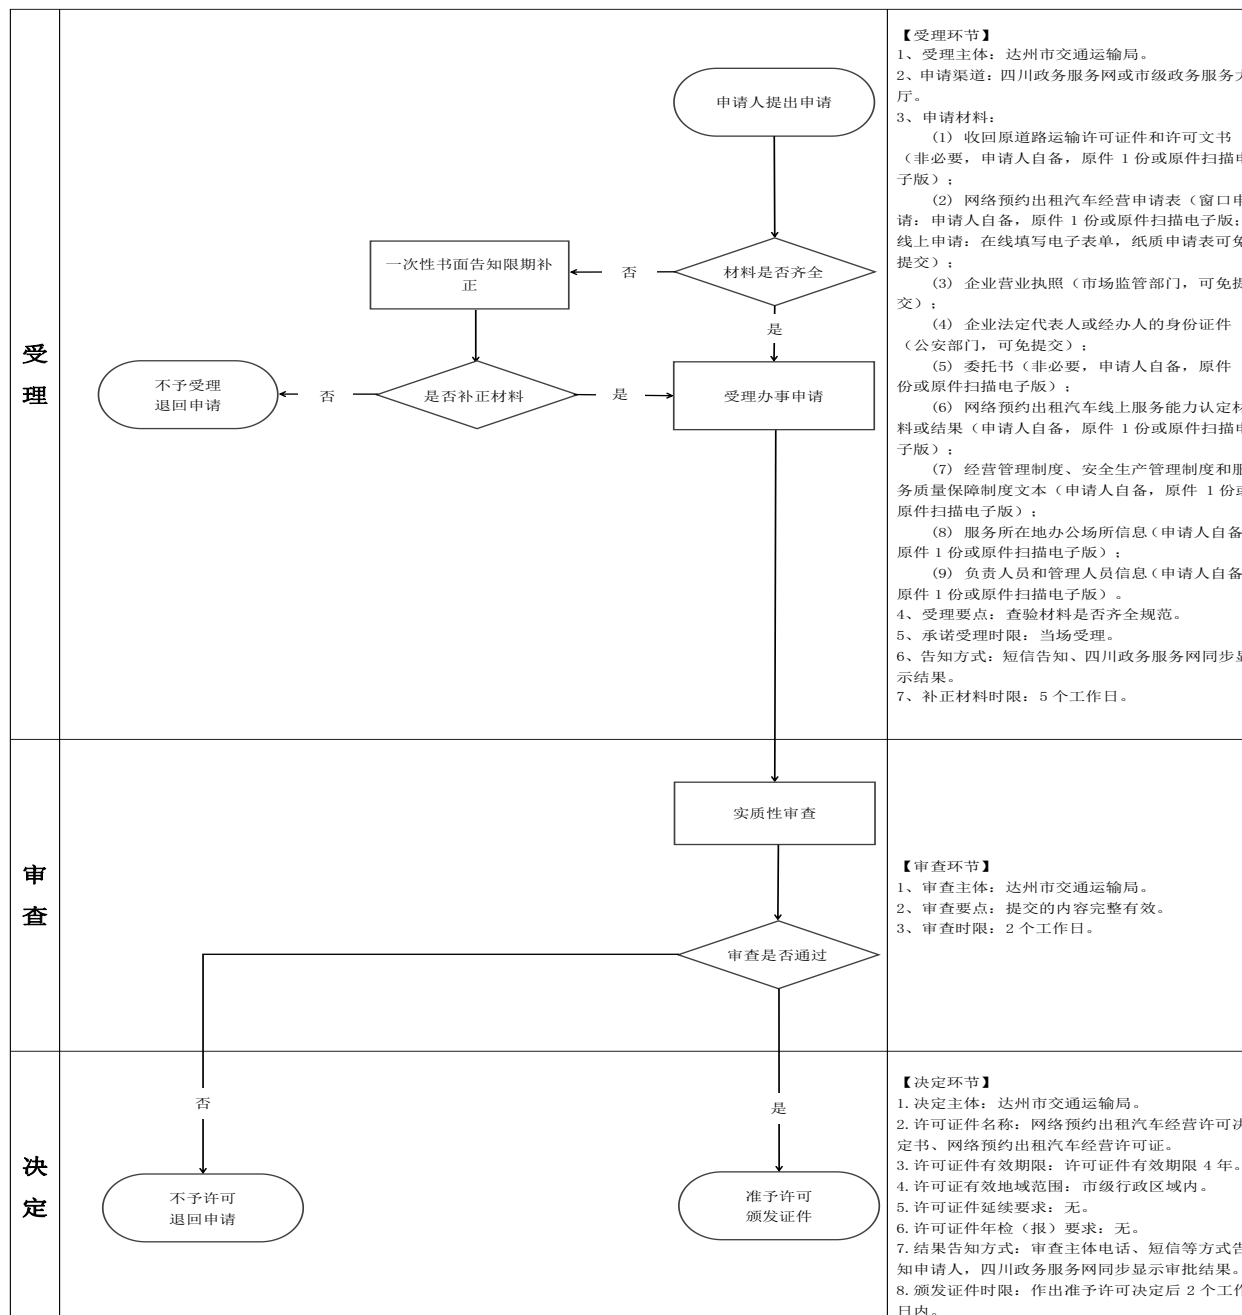 受
理
申请人提出申请
材料是否齐全
否
一次性书面告知限期补
正
是
是否补正材料
否
不予受理
退回申请
是
受理办事申请
【受理环节】
1、受理主体：达州市交通运输局。
2、申请渠道：四川政务服务网或市级政务服务大
厅。
3、申请材料：
(1) 收回原道路运输许可证件和许可文书
（非必要，申请人自备，原件 1 份或原件扫描电
子版）；
(2) 网络预约出租汽车经营申请表（窗口申
请：申请人自备，原件 1 份或原件扫描电子版；
线上申请：在线填写电子表单，纸质申请表可免
提交）；
(3) 企业营业执照（市场监管部门，可免提
交）；
(4) 企业法定代表人或经办人的身份证件
（公安部门，可免提交）；
(5) 委托书（非必要，申请人自备，原件
份或原件扫描电子版）；
(6) 网络预约出租汽车线上服务能力认定材
料或结果（申请人自备，原件 1 份或原件扫描电
子版）；
(7) 经营管理制度、安全生产管理制度和服
务质量保障制度文本（申请人自备，原件 1 份或
原件扫描电子版）；
(8) 服务所在地办公场所信息（申请人自备
原件 1 份或原件扫描电子版）；
(9) 负责人员和管理人员信息（申请人自备
原件 1 份或原件扫描电子版）。
4、受理要点：查验材料是否齐全规范。
5、承诺受理时限：当场受理。
6、告知方式：短信告知、四川政务服务网同步显
示结果。
7、补正材料时限：5 个工作日。
审
查
实质性审查
审查是否通过
【审查环节】
1、审查主体：达州市交通运输局。
2、审查要点：提交的内容完整有效。
3、审查时限：2 个工作日。
决
定
否
不予许可
退回申请
是
准予许可
颁发证件
【决定环节】
1.决定主体：达州市交通运输局。
2.许可证件名称：网络预约出租汽车经营许可决
定书、网络预约出租汽车经营许可证。
3.许可证件有效期限：许可证件有效期限 4 年。
4.许可证有效地域范围：市级行政区域内。
5.许可证件延续要求：无。
6.许可证件年检（报）要求：无。
7.结果告知方式：审查主体电话、短信等方式告
知申请人，四川政务服务网同步显示审批结果。
8.颁发证件时限：作出准予许可决定后 2 个工作
日内。